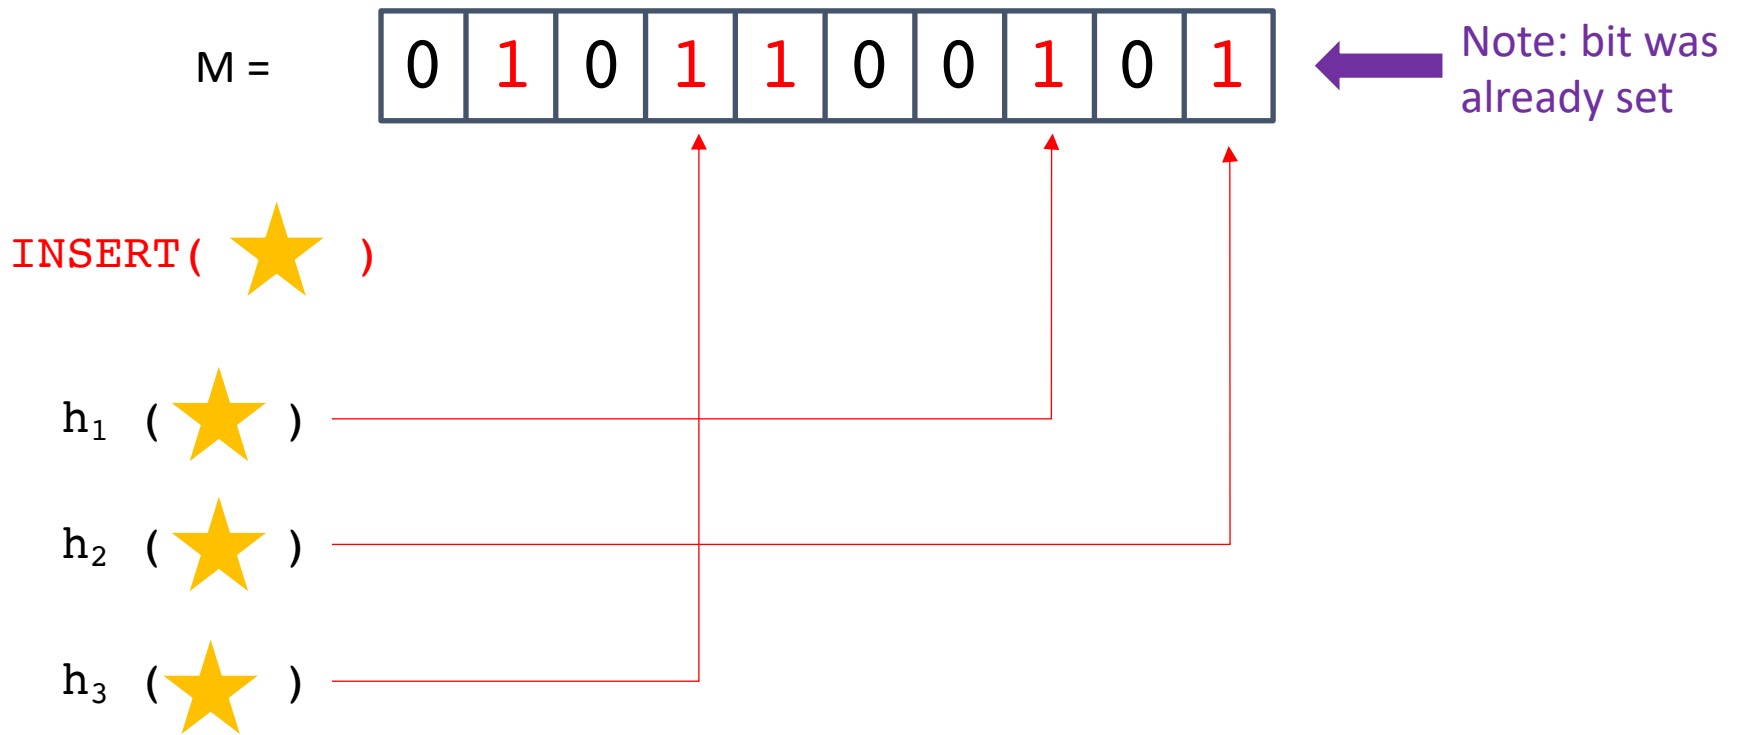 M = 0 1 0 1 1 0 0 1 0 1 Note: bit was
already set
INSERT( )
h₁ ( )
h₂ ( )
h₃ ( )